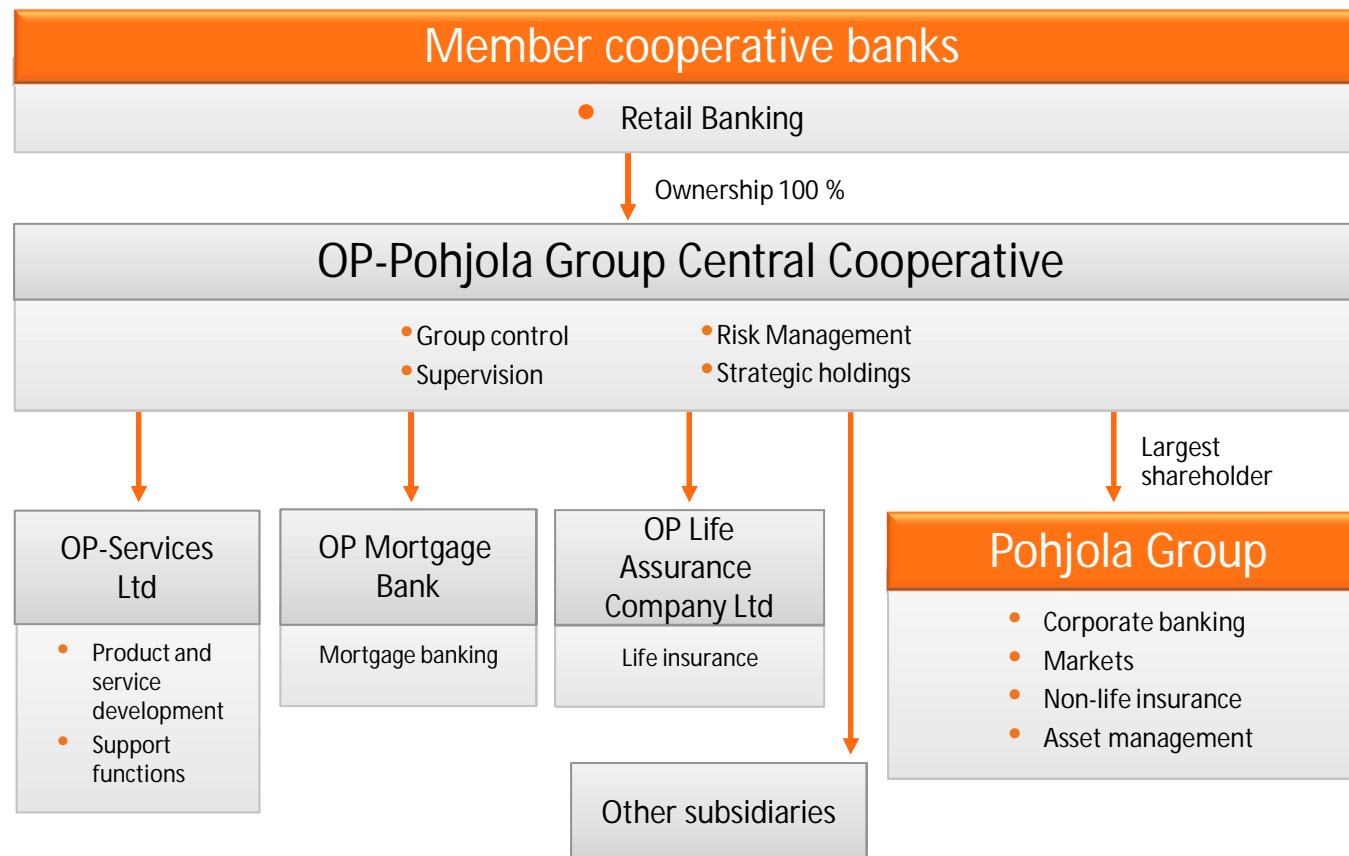 Member cooperative banks
• Retail Banking
Ownership 100 %
OP-Pohjola Group Central Cooperative
• Group control
• Supervision
• Risk Management
• Strategic holdings
Largest
shareholder
OP-Services
Ltd
• Product and
service
development
• Support
functions
OP Mortgage
Bank
Mortgage banking
OP Life
Assurance
Company Ltd
Life insurance
Pohjola Group
• Corporate banking
• Markets
• Non-life insurance
• Asset management
Other subsidiaries